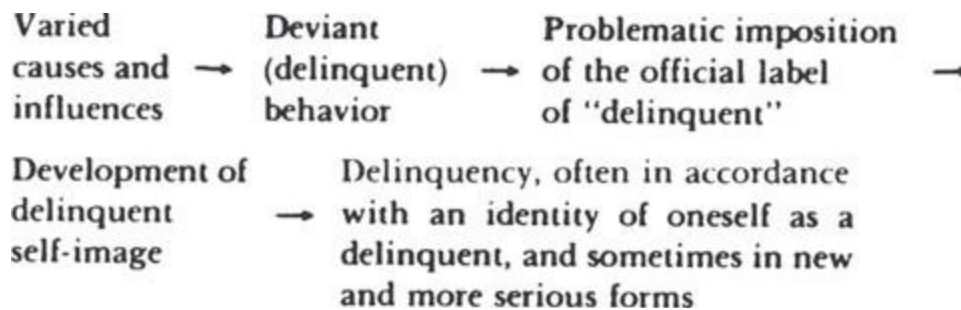 Varied causes and influences → Deviant (delinquent) behavior → Problematic imposition of the official label of "delinquent" →
Development of delinquent self-image → Delinquency, often in accordance with an identity of oneself as a delinquent, and sometimes in new and more serious forms